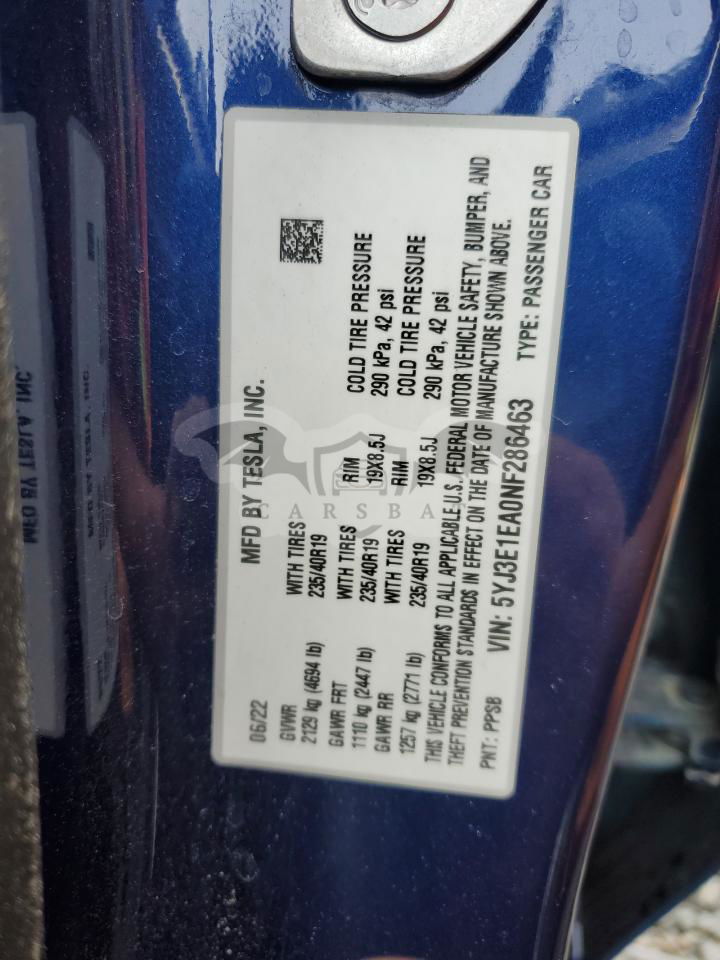 MFD BY TESLA, INC.
06/22
GVWR WITH TIRES RIM COLD TIRE PRESSURE
2129 kg (4694 lb) 235/40R19 19X8.5J 290 kPa, 42 psi
GAWR FRT WITH TIRES RIM COLD TIRE PRESSURE
1110 kg (2447 lb) 235/40R19 19X8.5J 290 kPa, 42 psi
GAWR RR WITH TIRES
1257 kg (2771 lb) 235/40R19
THIS VEHICLE CONFORMS TO ALL APPLICABLE U.S. FEDERAL MOTOR VEHICLE SAFETY, BUMPER, AND
THEFT PREVENTION STANDARDS IN EFFECT ON THE DATE OF MANUFACTURE SHOWN ABOVE.
PNT: PPSB VIN: 5YJ3E1EA0NF286463 TYPE: PASSENGER CAR
CARSBA